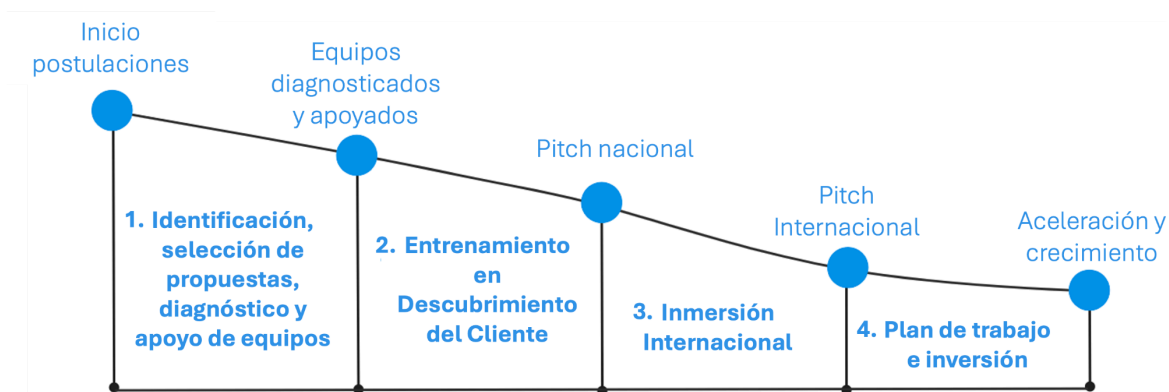 Inicio
postulaciones
Equipos
diagnosticados
y apoyados
Pitch nacional
Pitch
Internacional
Aceleración y
crecimiento
1. Identificación,
selección de
propuestas,
diagnóstico y
apoyo de equipos
2. Entrenamiento
en
Descubrimiento
del Cliente
3. Inmersión
Internacional
4. Plan de trabajo
e inversión